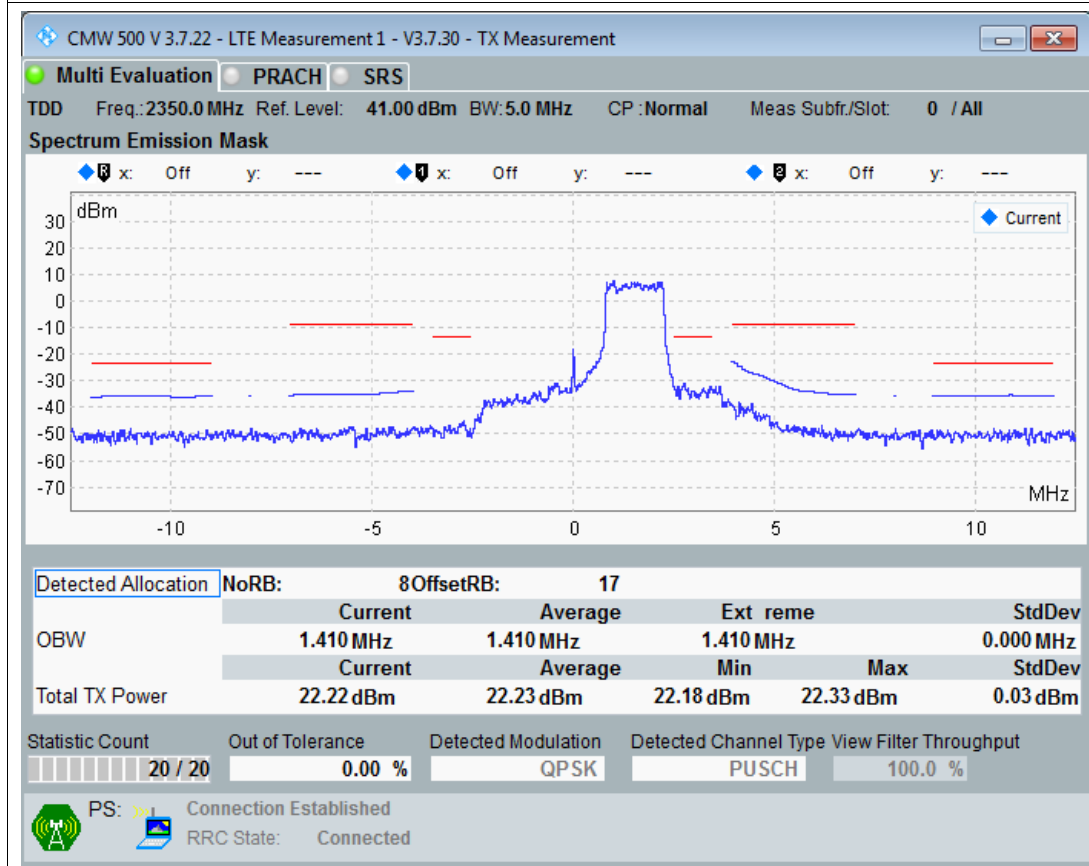 CMW 500 V 3.7.22 - LTE Measurement 1 - V3.7.30 - TX Measurement
Multi Evaluation PRACH SRS
TDD Freq.: 2350.0 MHz Ref. Level: 41.00 dBm BW: 5.0 MHz CP : Normal Meas Subfr./Slot: 0 / All
Spectrum Emission Mask
R x: Off y: --- 1 x: Off y: --- 2 x: Off y: ---
dBm
Current
30
20
10
0
-10
-20
-30
-40
-50
-60
-70
MHz
-10 -5 0 5 10
Detected Allocation NoRB: 8 OffsetRB: 17
Current Average Ext reme StdDev
OBW 1.410 MHz 1.410 MHz 1.410 MHz 0.000 MHz
Current Average Min Max StdDev
Total TX Power 22.22 dBm 22.23 dBm 22.18 dBm 22.33 dBm 0.03 dBm
Statistic Count Out of Tolerance Detected Modulation Detected Channel Type View Filter Throughput
20 / 20 0.00 % QPSK PUSCH 100.0 %
PS: Connection Established
RRC State: Connected